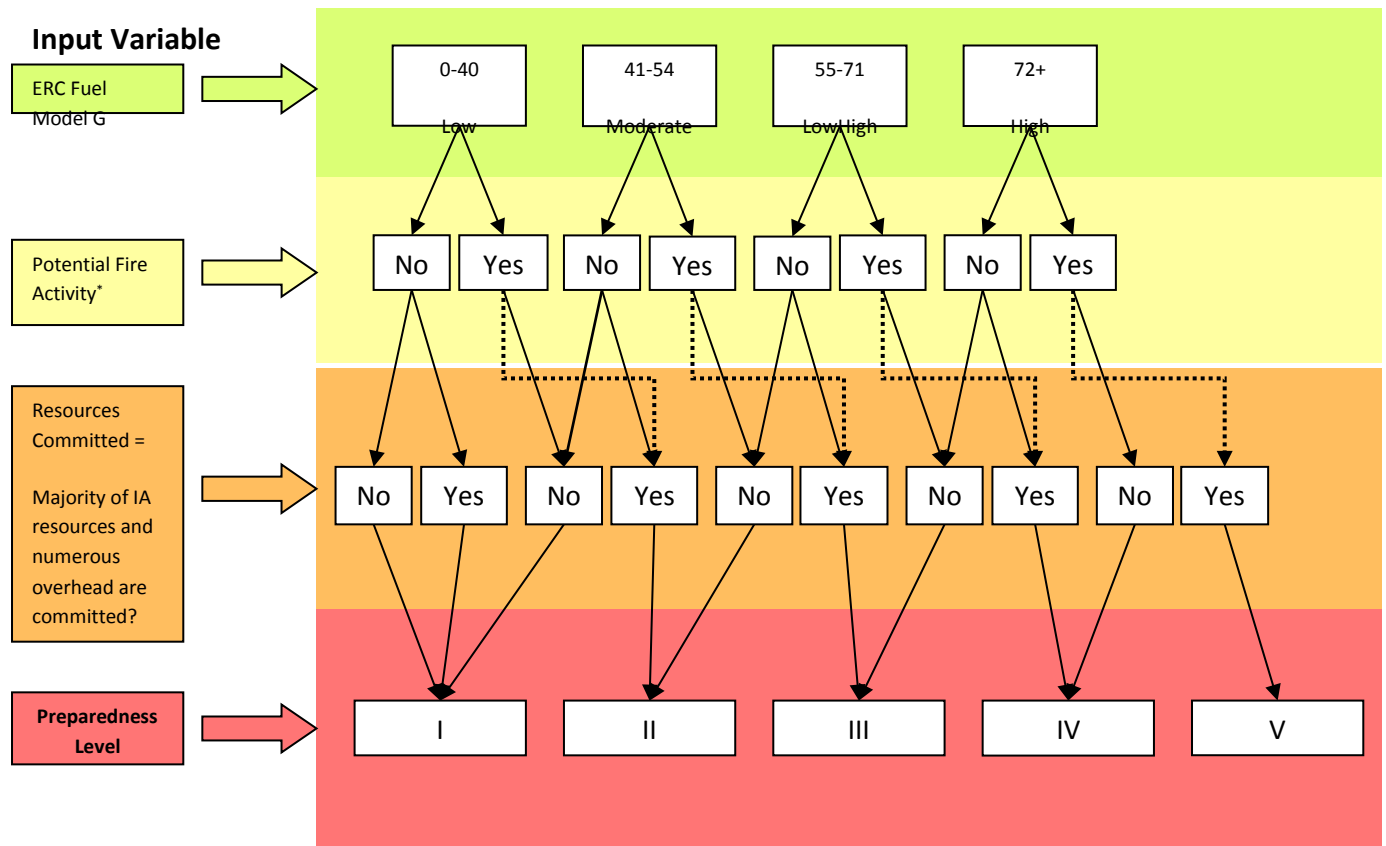 Input Variable
ERC Fuel
Model G
0-40
Low
41-54
Moderate
55-71
LowHigh
72+
High
Potential Fire
Activity*
No
Yes
No
Yes
No
Yes
No
Yes
Resources
Committed =
Majority of IA
resources and
numerous
overhead are
committed?
No
Yes
No
Yes
No
Yes
No
Yes
No
Yes
Preparedness
Level
I
II
III
IV
V